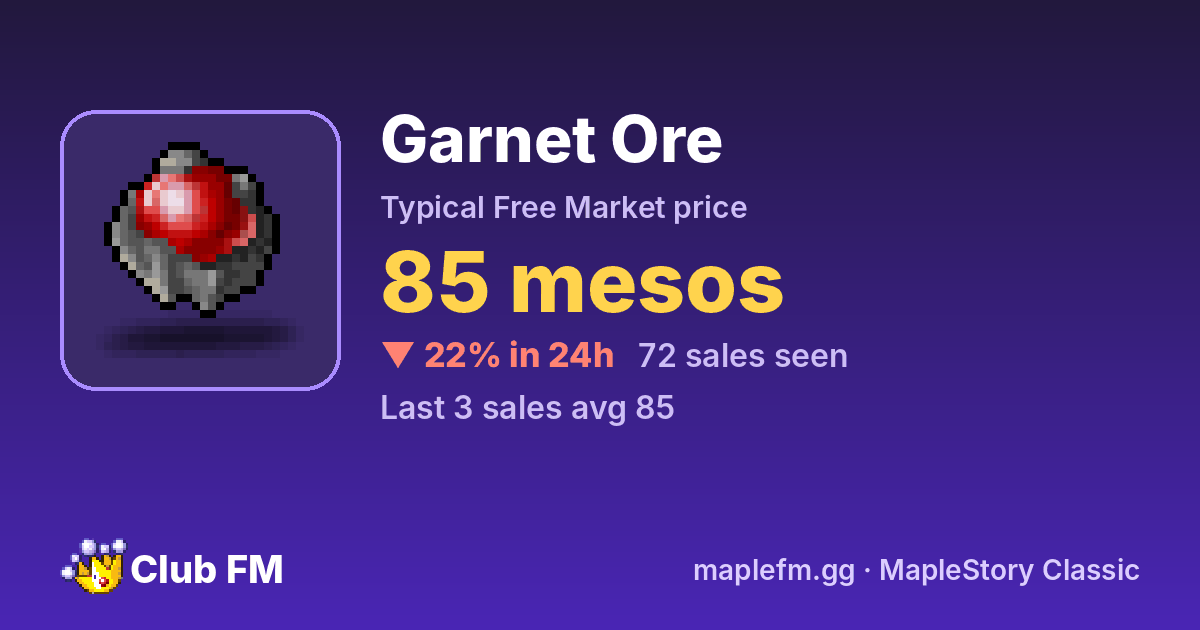 Garnet Ore
Typical Free Market price
85 mesos
▼ 22% in 24h 72 sales seen
Last 3 sales avg 85
Club FM
maplefm.gg · MapleStory Classic